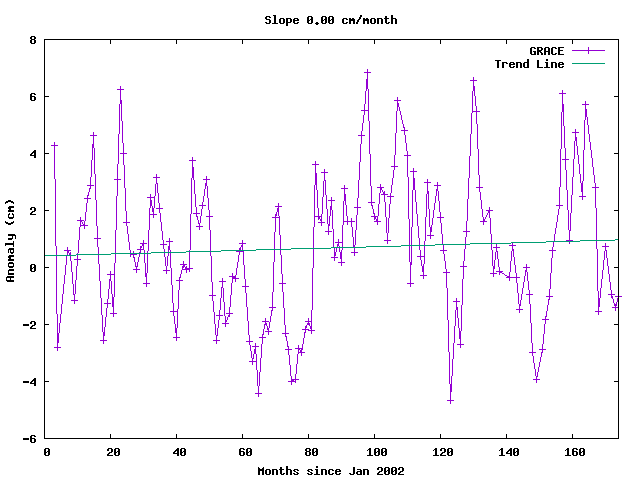 Slope 0.00 cm/month
GRACE
Trend Line
8
6
4
2
0
-2
-4
-6
Anomaly (cm)
0 20 40 60 80 100 120 140 160
Months since Jan 2002